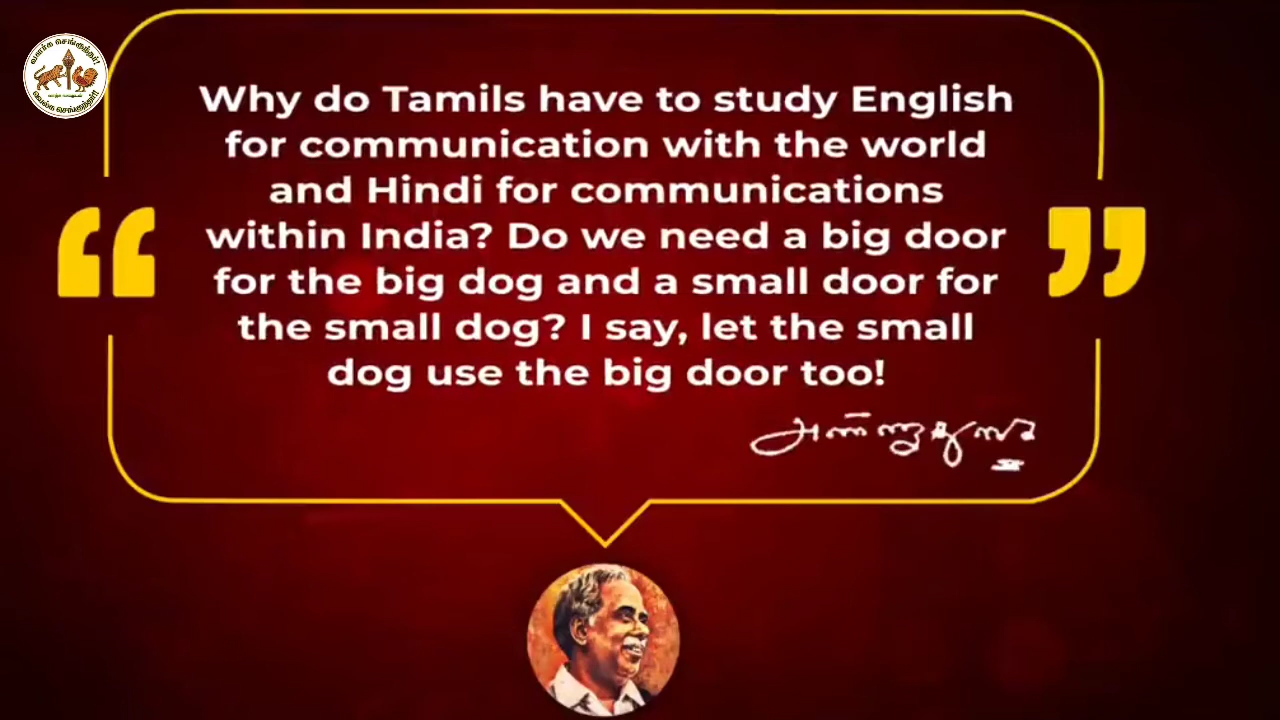 வாழ்க செங்குந்தர்!
வெல்க செங்குந்தர்!!
Why do Tamils have to study English
for communication with the world
and Hindi for communications
within India? Do we need a big door
for the big dog and a small door for
the small dog? I say, let the small
dog use the big door too!